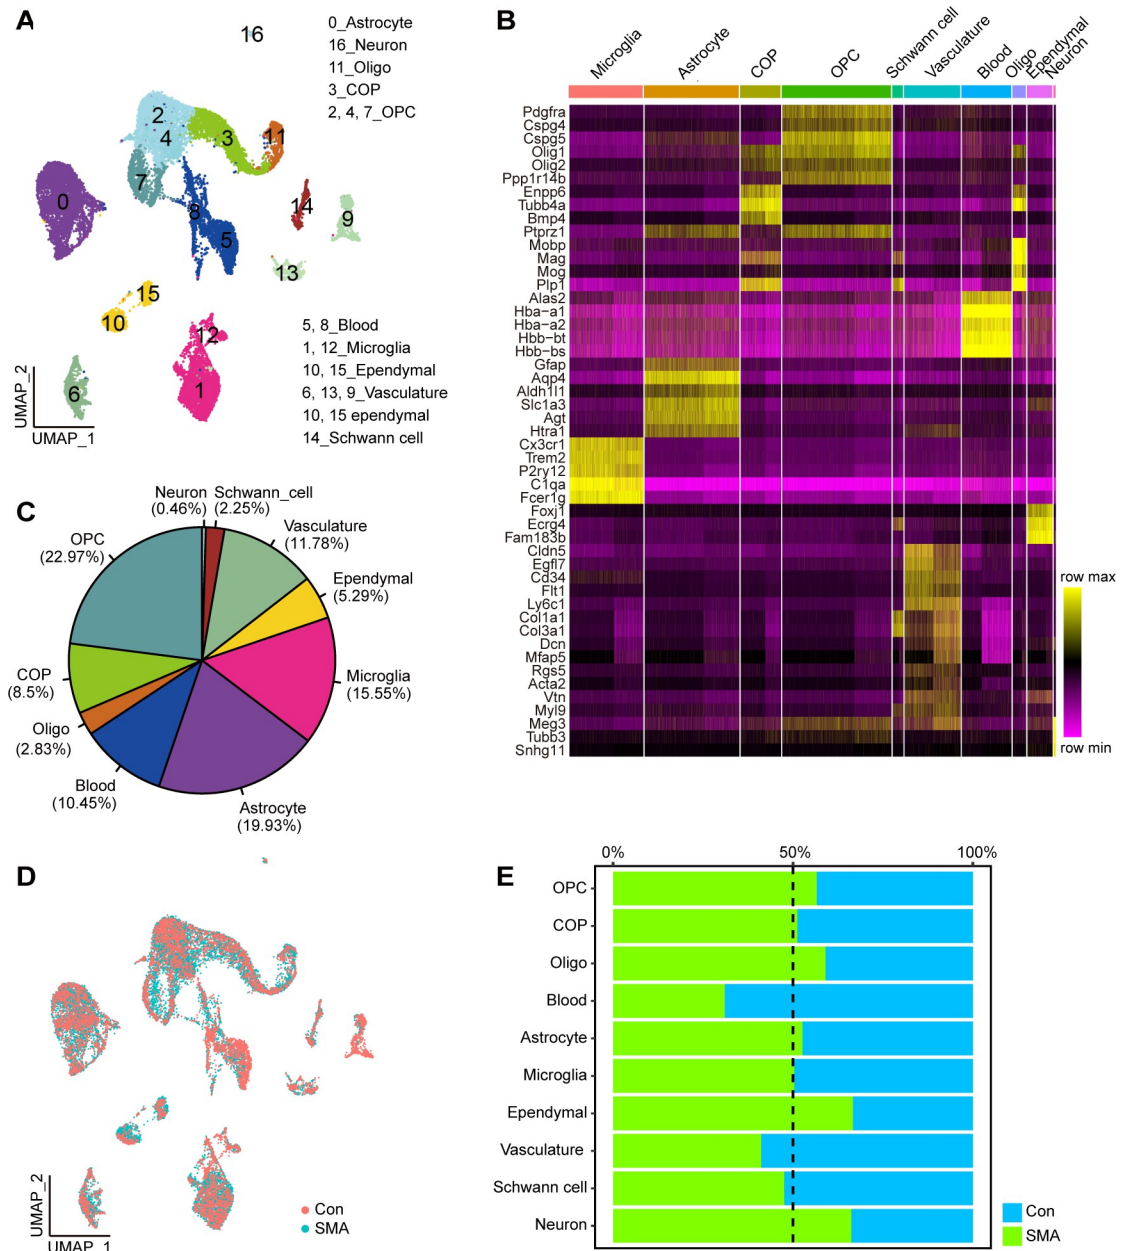 A
16
0_Astrocyte
16_Neuron
11_Oligo
3_COP
2, 4, 7_OPC
2
4
3
11
7
0
8
5
14
9
13
15
10
12
1
6
5, 8_Blood
1, 12_Microglia
10, 15_Ependymal
6, 13, 9_Vasculature
10, 15 ependymal
14_Schwann cell
UMAP_2
UMAP_1
B
Microglia
Astrocyte
COP
OPC
Schwann cell
Vasculature
Blood
Oligo
Ependymal
Neuron
Pdgfra
Cspg4
Cspg5
Olig1
Olig2
Ppp1r14b
Enpp6
Tubb4a
Bmp4
Ptprz1
Mobp
Mag
Mog
Plp1
Alas2
Hba−a1
Hba−a2
Hbb−bt
Hbb−bs
Gfap
Aqp4
Aldh1l1
Slc1a3
Agt
Htra1
Cx3cr1
Trem2
P2ry12
C1qa
Fcer1g
Foxj1
Ecrg4
Fam183b
Cldn5
Egfl7
Cd34
Flt1
Ly6c1
Col1a1
Col3a1
Dcn
Mfap5
Rgs5
Acta2
Vtn
Myl9
Meg3
Tubb3
Snhg11
row max
row min
C
Neuron
(0.46%)
Schwann_cell
(2.25%)
Vasculature
(11.78%)
Ependymal
(5.29%)
Microglia
(15.55%)
Astrocyte
(19.93%)
Blood
(10.45%)
Oligo
(2.83%)
COP
(8.5%)
OPC
(22.97%)
D
UMAP_2
UMAP_1
Con
SMA
E
0%
50%
100%
OPC
COP
Oligo
Blood
Astrocyte
Microglia
Ependymal
Vasculature
Schwann cell
Neuron
Con
SMA